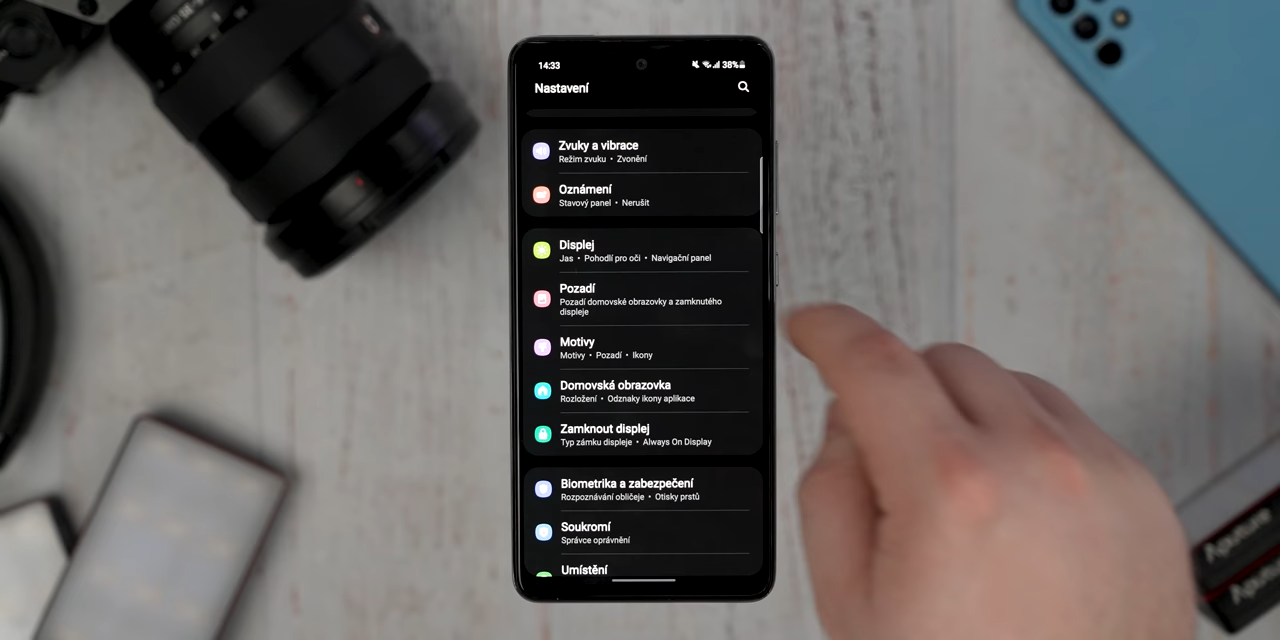 14:33
38%
Nastavení
Zvuky a vibrace
Režim zvuku • Zvonění
Oznámení
Stavový panel • Nerušit
Displej
Jas • Pohodlí pro oči • Navigační panel
Pozadí
Pozadí domovské obrazovky a zamknutého
displeje
Motivy
Motivy • Pozadí • Ikony
Domovská obrazovka
Rozložení • Odznaky ikony aplikace
Zamknout displej
Typ zámku displeje • Always On Display
Biometrika a zabezpečení
Rozpoznávání obličeje • Otisky prstů
Soukromí
Správce oprávnění
Umístění